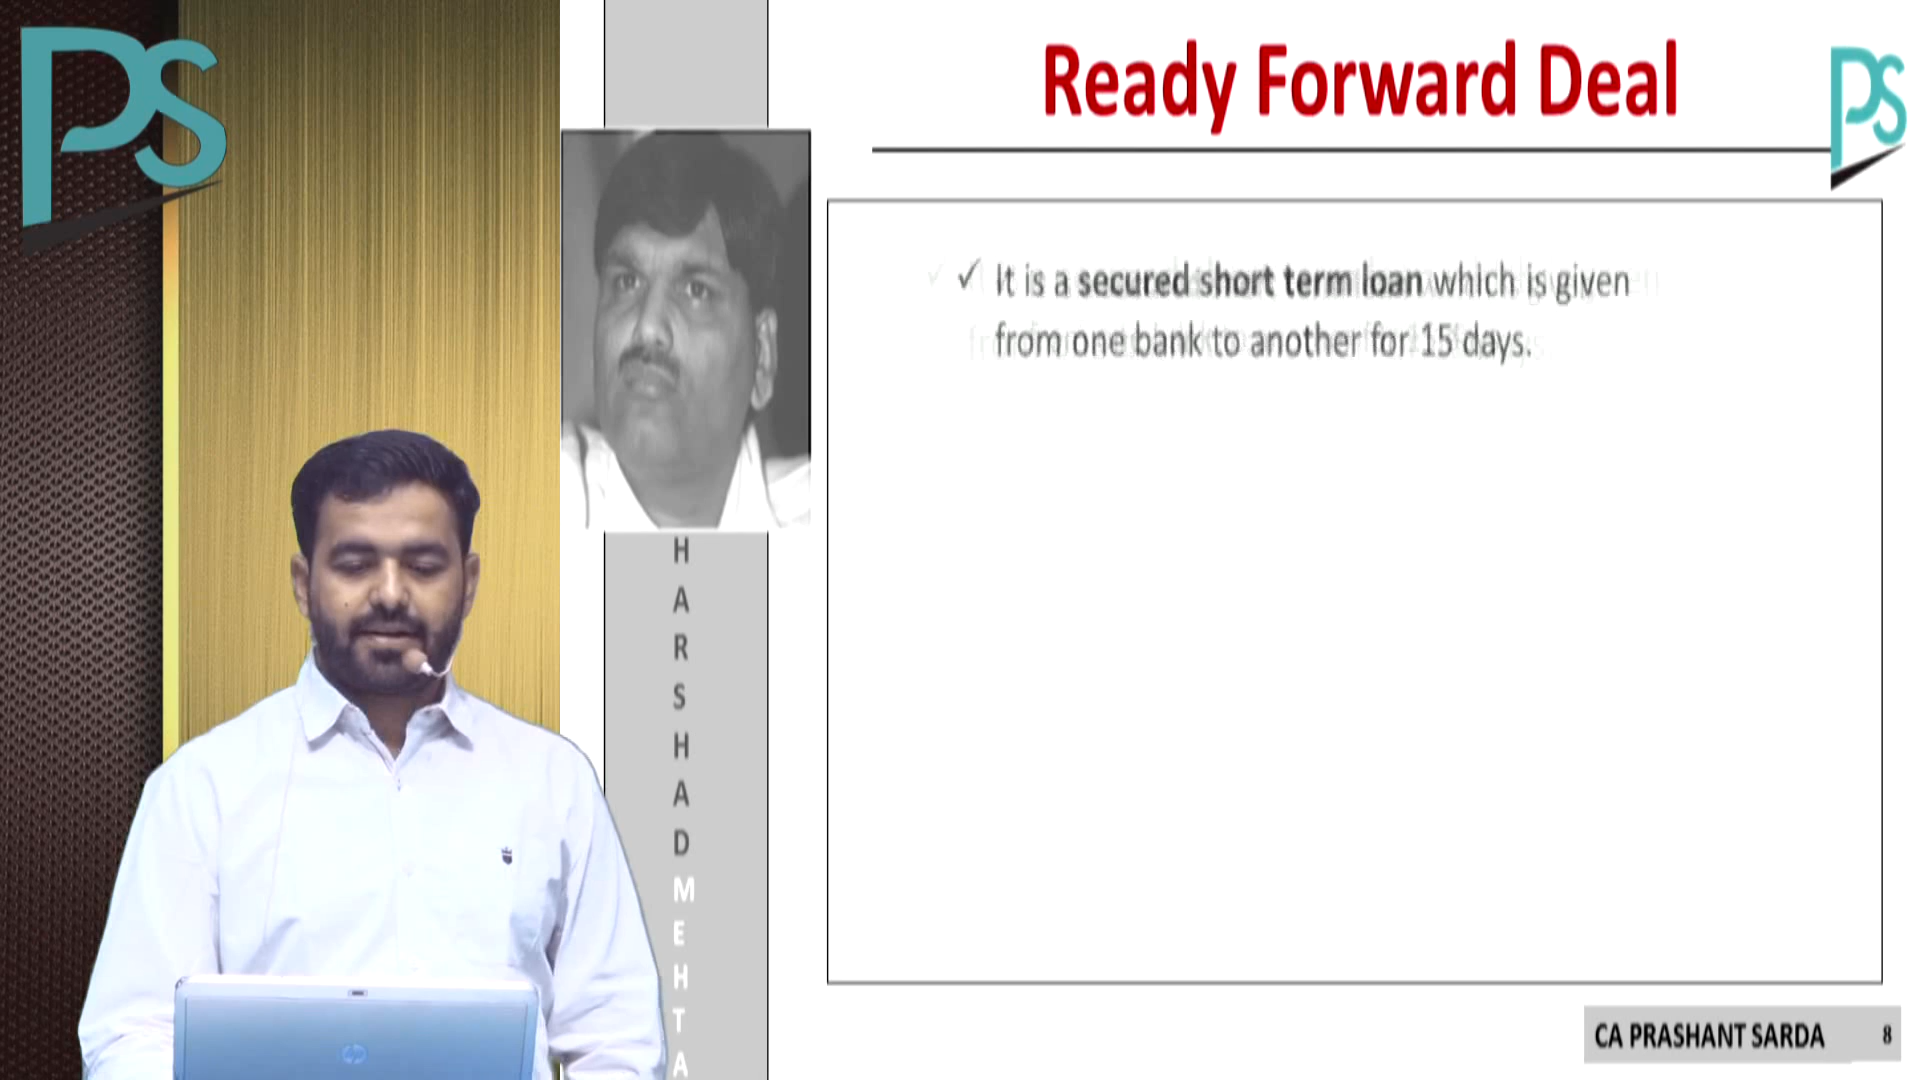 PS
Ready Forward Deal
PS
✓ It is a secured short term loan which is given
from one bank to another for 15 days.
H
A
R
S
H
A
D
M
E
H
T
A
hp
CA PRASHANT SARDA 8